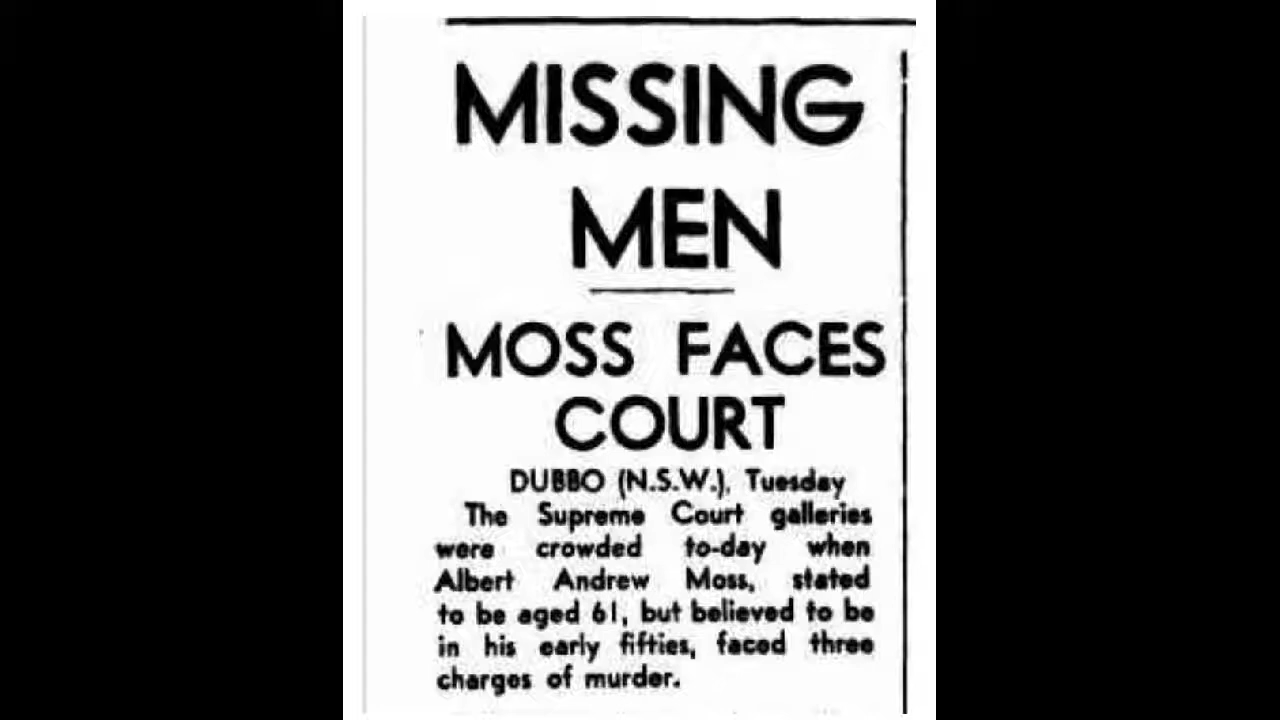 MISSING
MEN
MOSS FACES
COURT
DUBBO (N.S.W.), Tuesday
The Supreme Court galleries
were crowded to-day when
Albert Andrew Moss, stated
to be aged 61, but believed to be
in his early fifties, faced three
charges of murder.